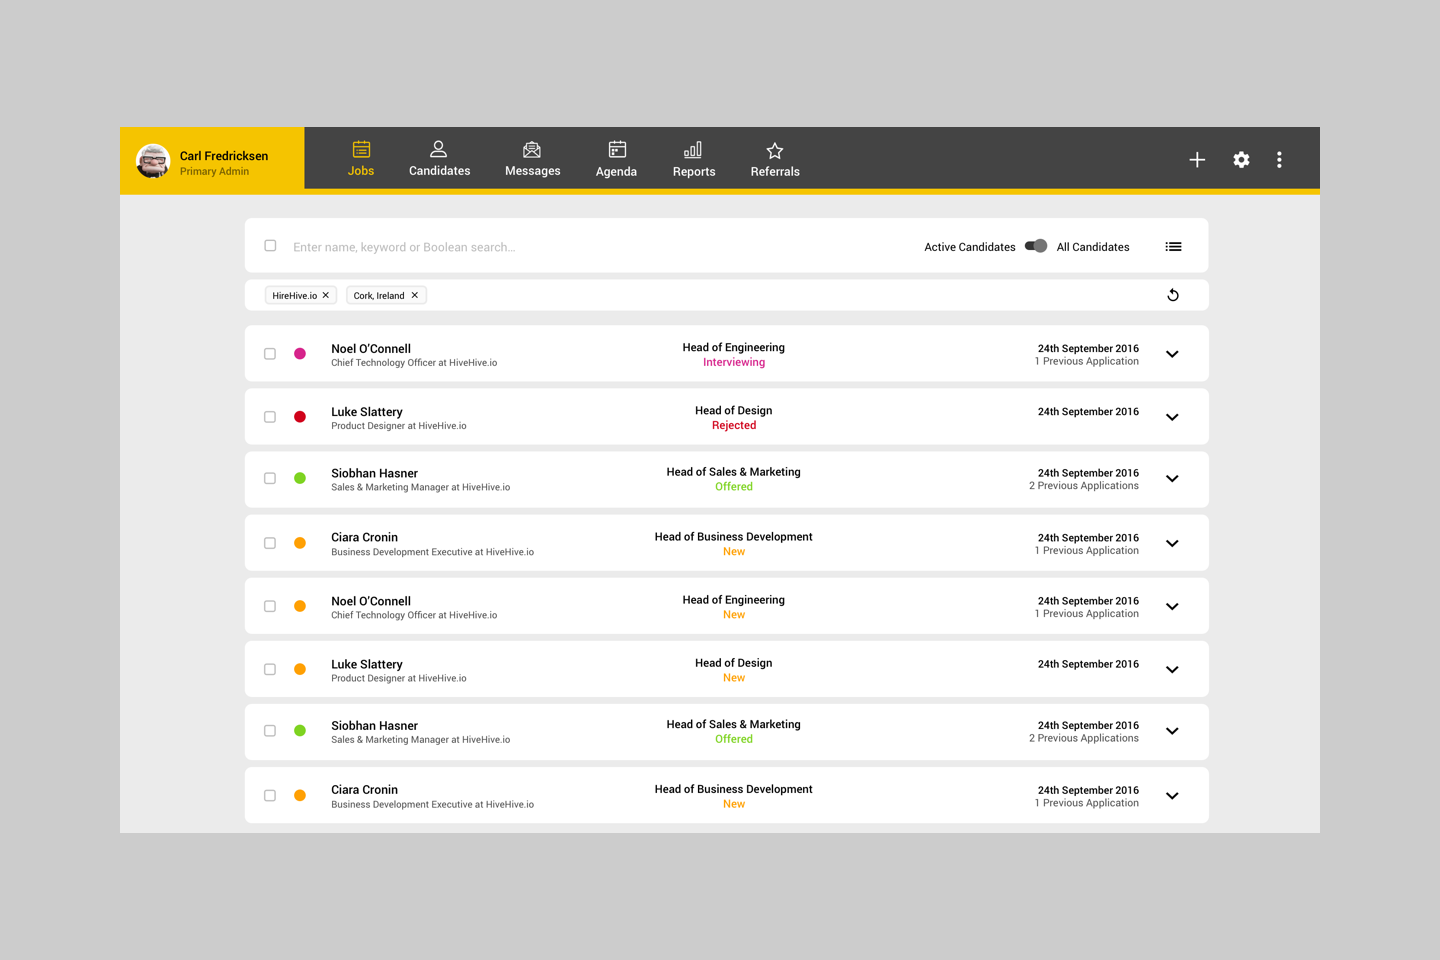 Carl Fredricksen
Primary Admin
Jobs
Candidates
Messages
Agenda
Reports
Referrals
Enter name, keyword or Boolean search...
Active Candidates
All Candidates
HireHive.io
Cork, Ireland
Noel O'Connell
Chief Technology Officer at HiveHive.io
Head of Engineering
Interviewing
24th September 2016
1 Previous Application
Luke Slattery
Product Designer at HiveHive.io
Head of Design
Rejected
24th September 2016
Siobhan Hasner
Sales & Marketing Manager at HiveHive.io
Head of Sales & Marketing
Offered
24th September 2016
2 Previous Applications
Ciara Cronin
Business Development Executive at HiveHive.io
Head of Business Development
New
24th September 2016
1 Previous Application
Noel O'Connell
Chief Technology Officer at HiveHive.io
Head of Engineering
New
24th September 2016
1 Previous Application
Luke Slattery
Product Designer at HiveHive.io
Head of Design
New
24th September 2016
Siobhan Hasner
Sales & Marketing Manager at HiveHive.io
Head of Sales & Marketing
Offered
24th September 2016
2 Previous Applications
Ciara Cronin
Business Development Executive at HiveHive.io
Head of Business Development
New
24th September 2016
1 Previous Application